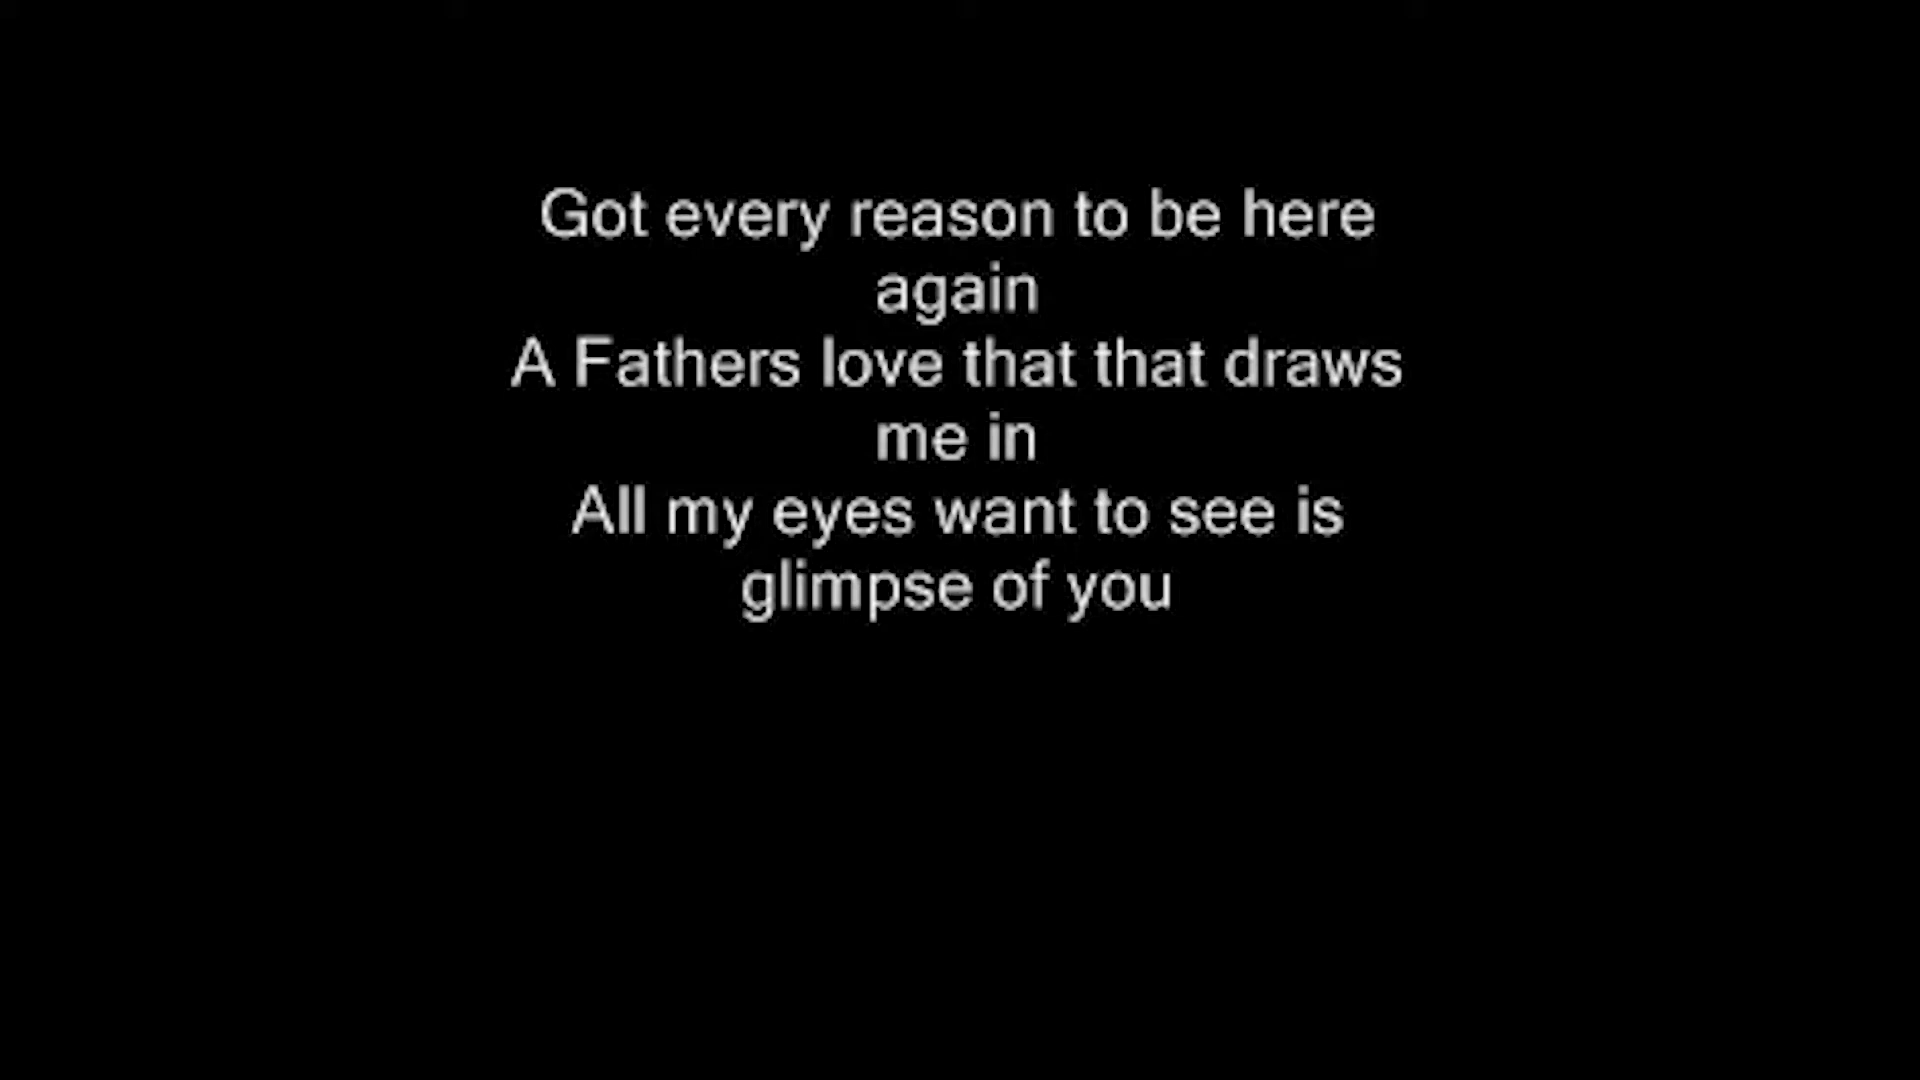 Got every reason to be here
again
A Fathers love that that draws
me in
All my eyes want to see is
glimpse of you